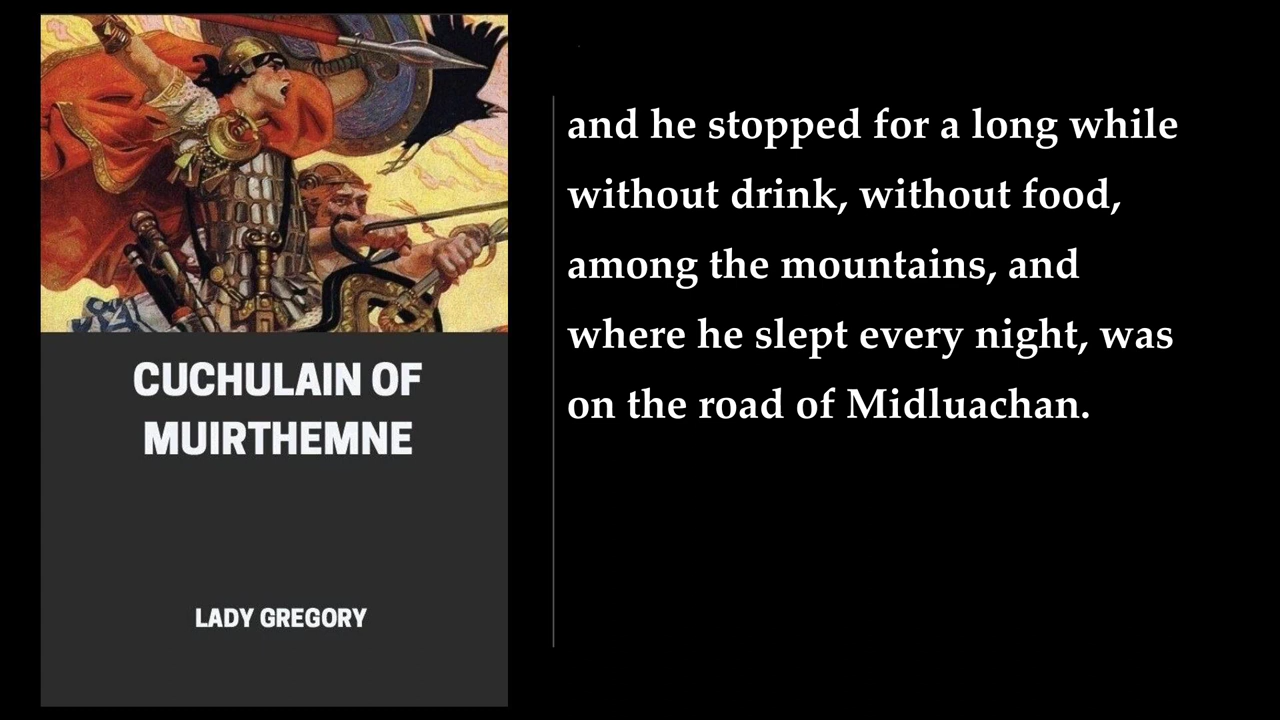 CUCHULAIN OF
MUIRTHEMNE
LADY GREGORY
and he stopped for a long while
without drink, without food,
among the mountains, and
where he slept every night, was
on the road of Midluachan.